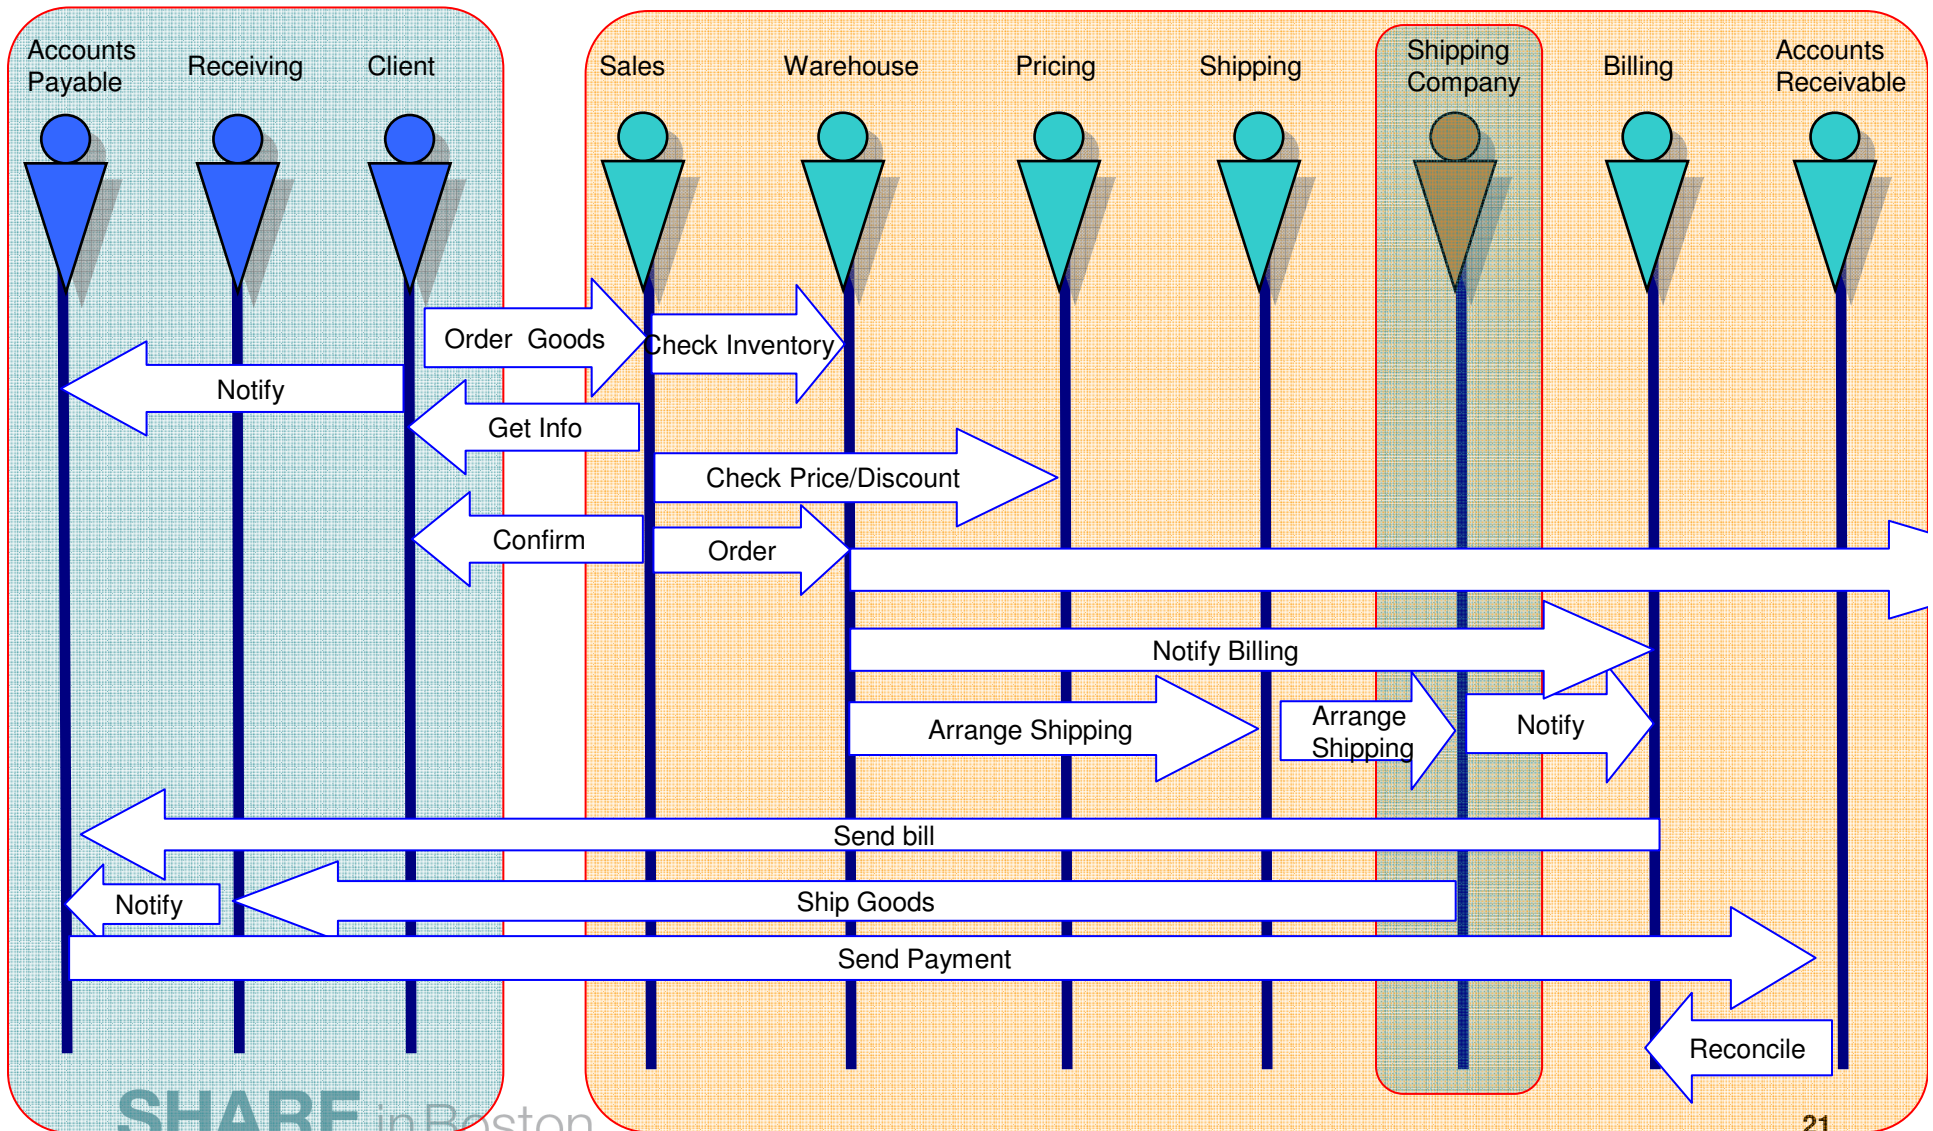 Accounts
Payable
Receiving
Client
Sales
Warehouse
Pricing
Shipping
Shipping
Company
Billing
Accounts
Receivable
Order  Goods
Check Inventory
Notify
Get Info
Check Price/Discount
Confirm
Order
Notify Billing
Arrange Shipping
Arrange
Shipping
Notify
Send bill
Notify
Ship Goods
Send Payment
Reconcile
SHARE in Boston
21